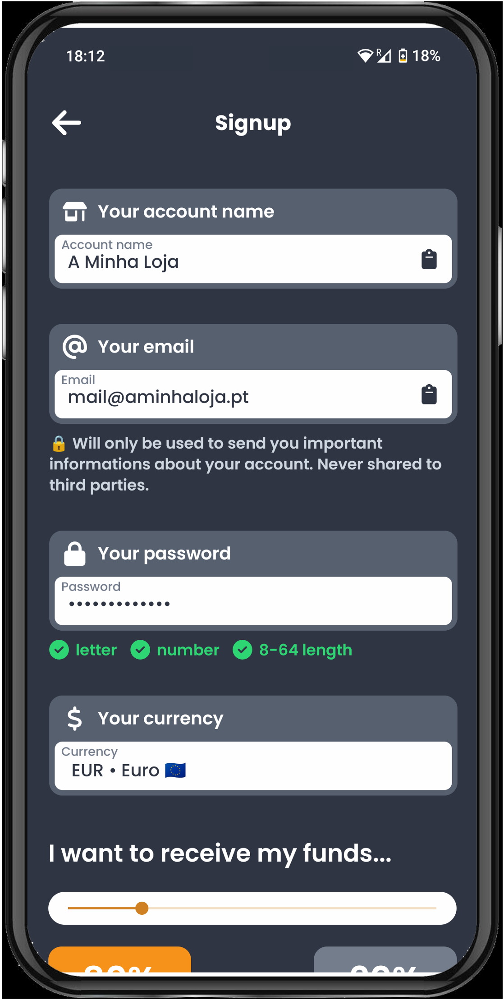 18:12
R 18%
Signup
Your account name
Account name
A Minha Loja
Your email
Email
mail@aminhaloja.pt
🔒 Will only be used to send you important
informations about your account. Never shared to
third parties.
Your password
Password
•••••••••••••
letter number 8-64 length
$ Your currency
Currency
EUR • Euro 🇪🇺
I want to receive my funds...